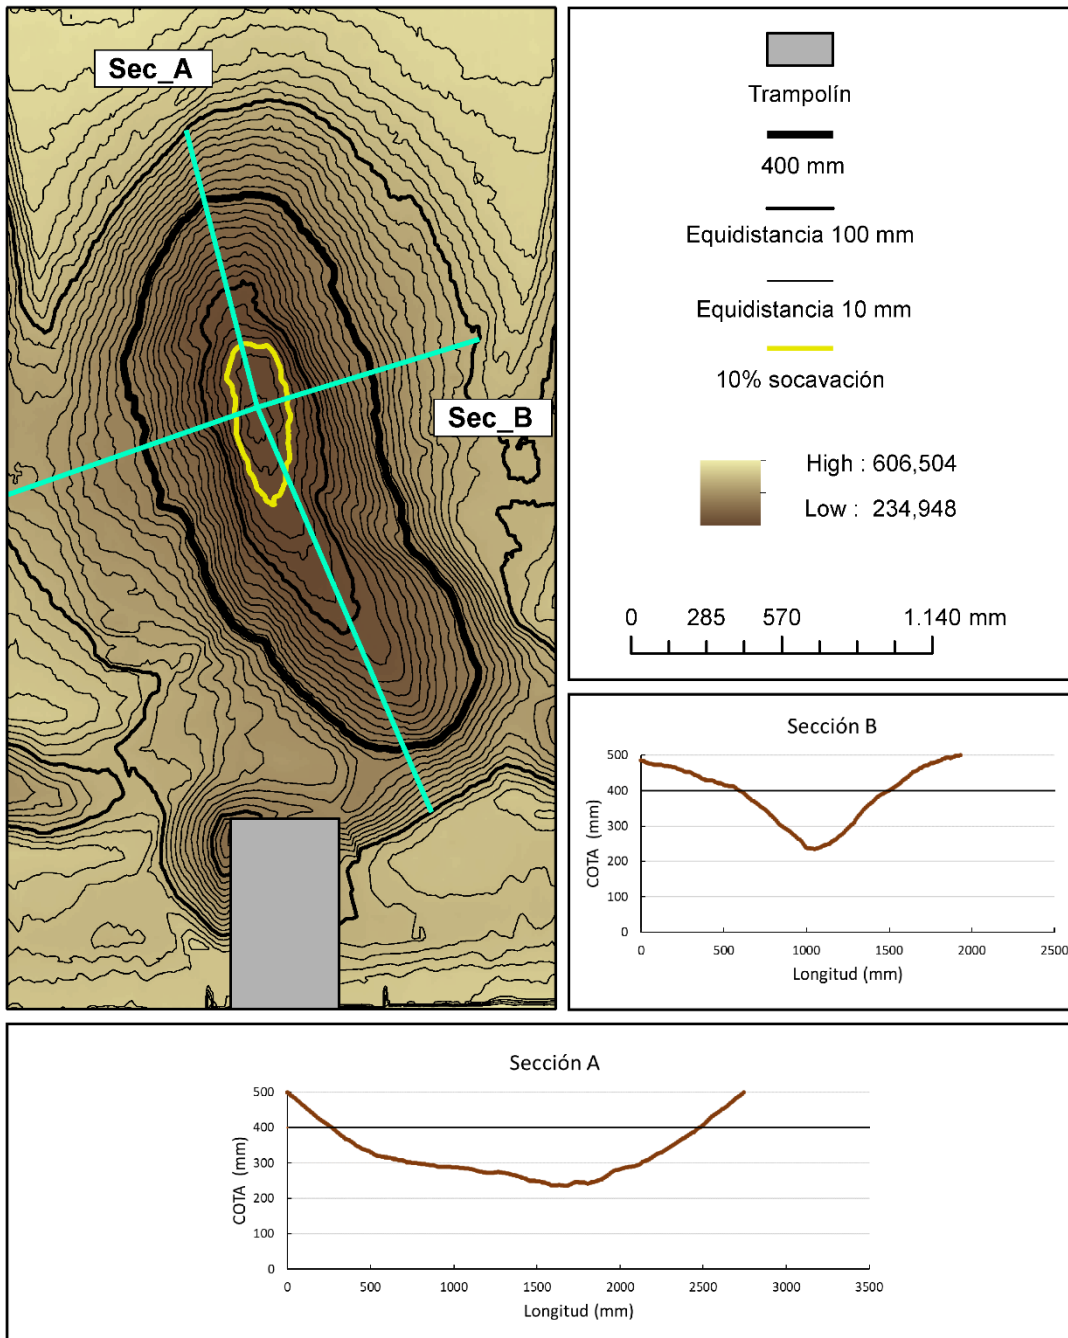 Sec_A
Sec_B
Trampolín
400 mm
Equidistancia 100 mm
Equidistancia 10 mm
10% socavación
High : 606,504
Low : 234,948
0 285 570 1.140 mm
Sección B
500
400
300
200
100
0
COTA (mm)
0 500 1000 1500 2000 2500
Longitud (mm)
Sección A
500
400
300
200
100
0
COTA (mm)
0 500 1000 1500 2000 2500 3000 3500
Longitud (mm)